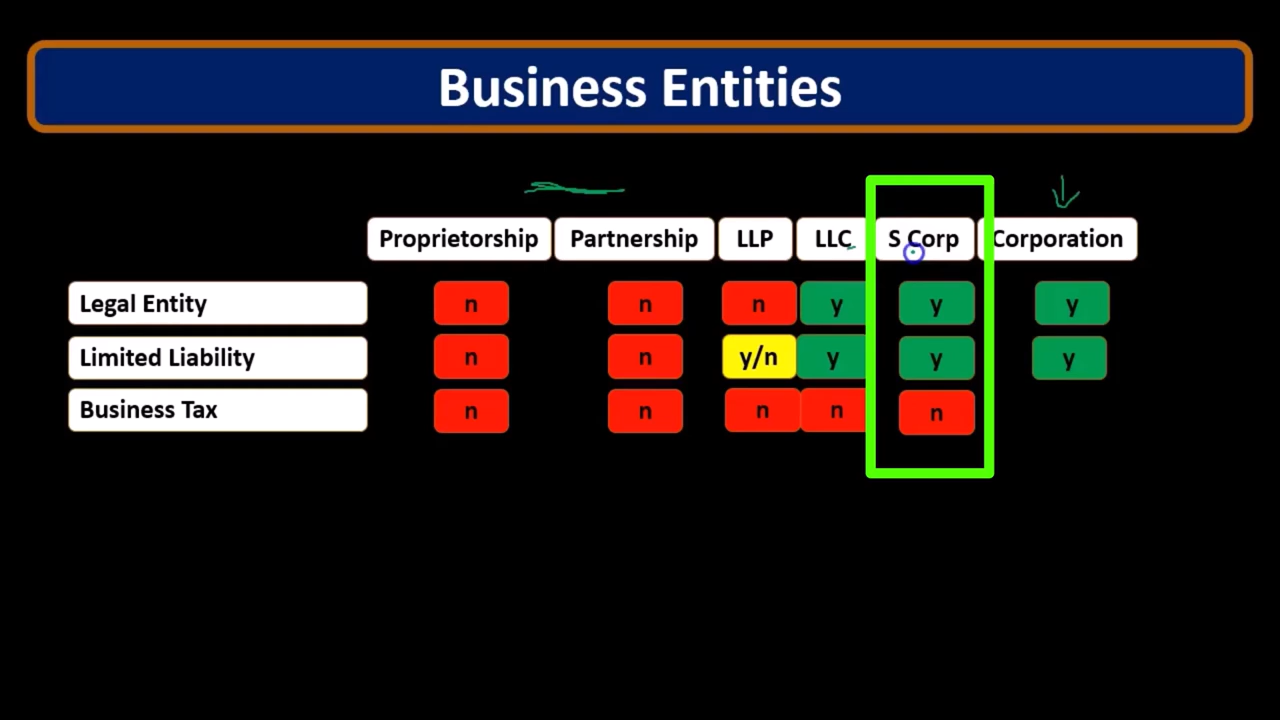 Business Entities
Proprietorship Partnership LLP LLC S Corp Corporation
Legal Entity n n n y y y
Limited Liability n n y/n y y y
Business Tax n n n n n